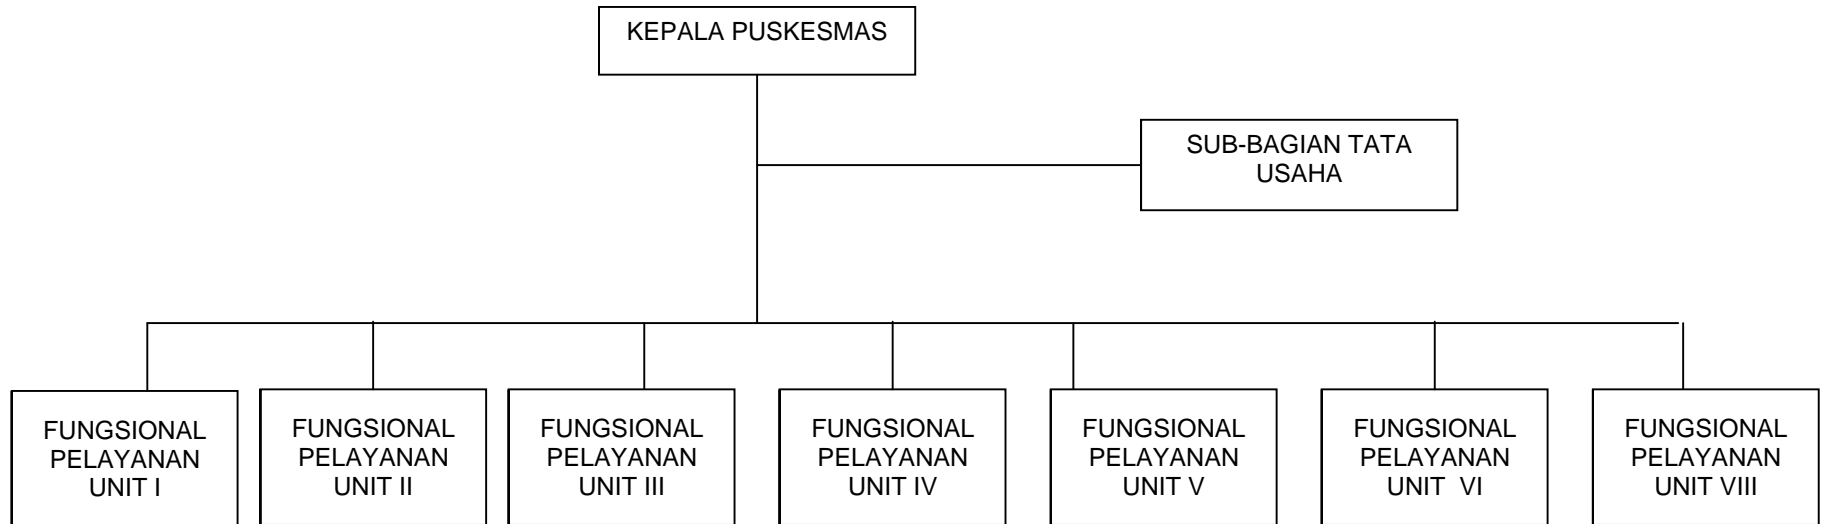 KEPALA PUSKESMAS
SUB-BAGIAN TATA
USAHA
FUNGSIONAL
PELAYANAN
UNIT I
FUNGSIONAL
PELAYANAN
UNIT II
FUNGSIONAL
PELAYANAN
UNIT III
FUNGSIONAL
PELAYANAN
UNIT IV
FUNGSIONAL
PELAYANAN
UNIT V
FUNGSIONAL
PELAYANAN
UNIT VI
FUNGSIONAL
PELAYANAN
UNIT VIII